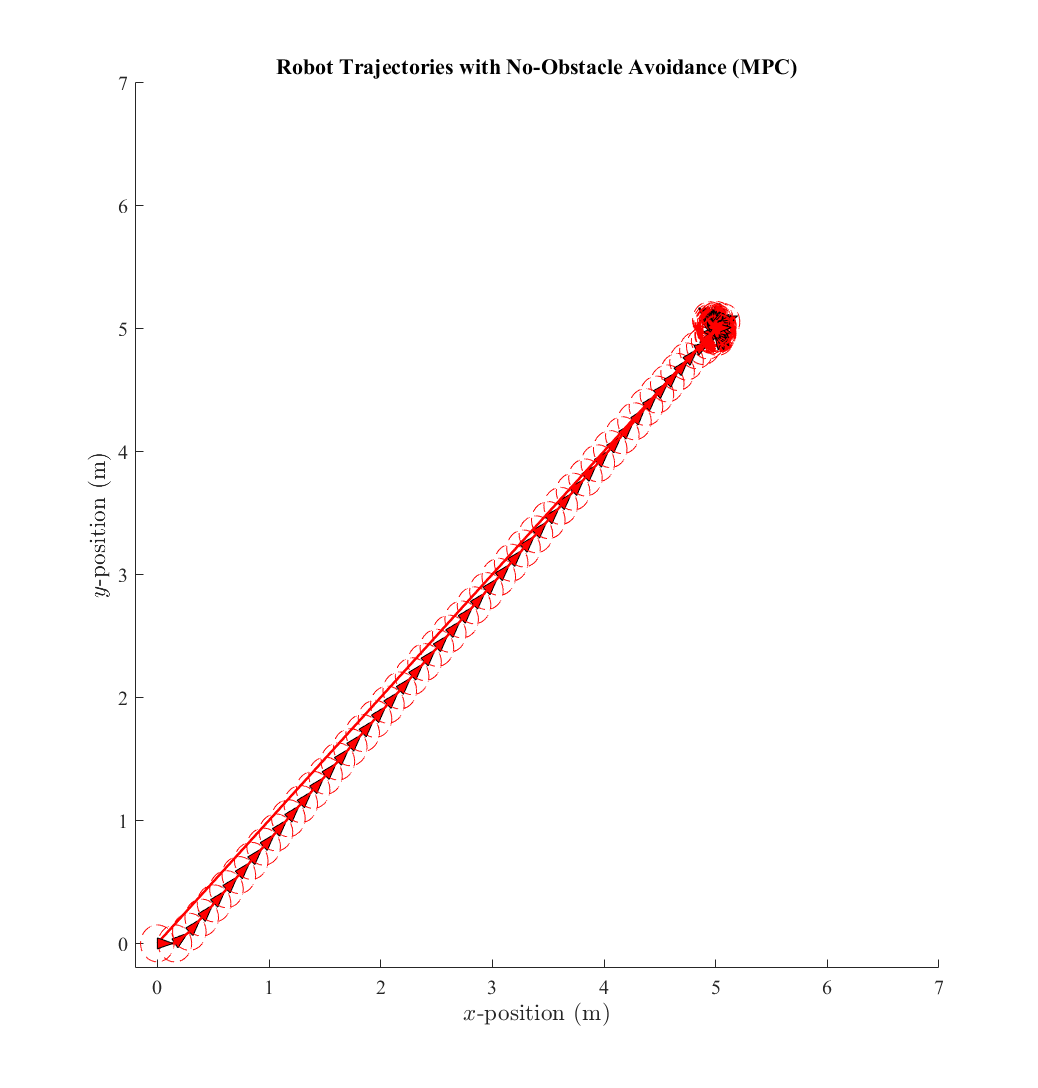 Robot Trajectories with No-Obstacle Avoidance (MPC)
7
6
5
4
3
2
1
0
y-position (m)
0 1 2 3 4 5 6 7
x-position (m)